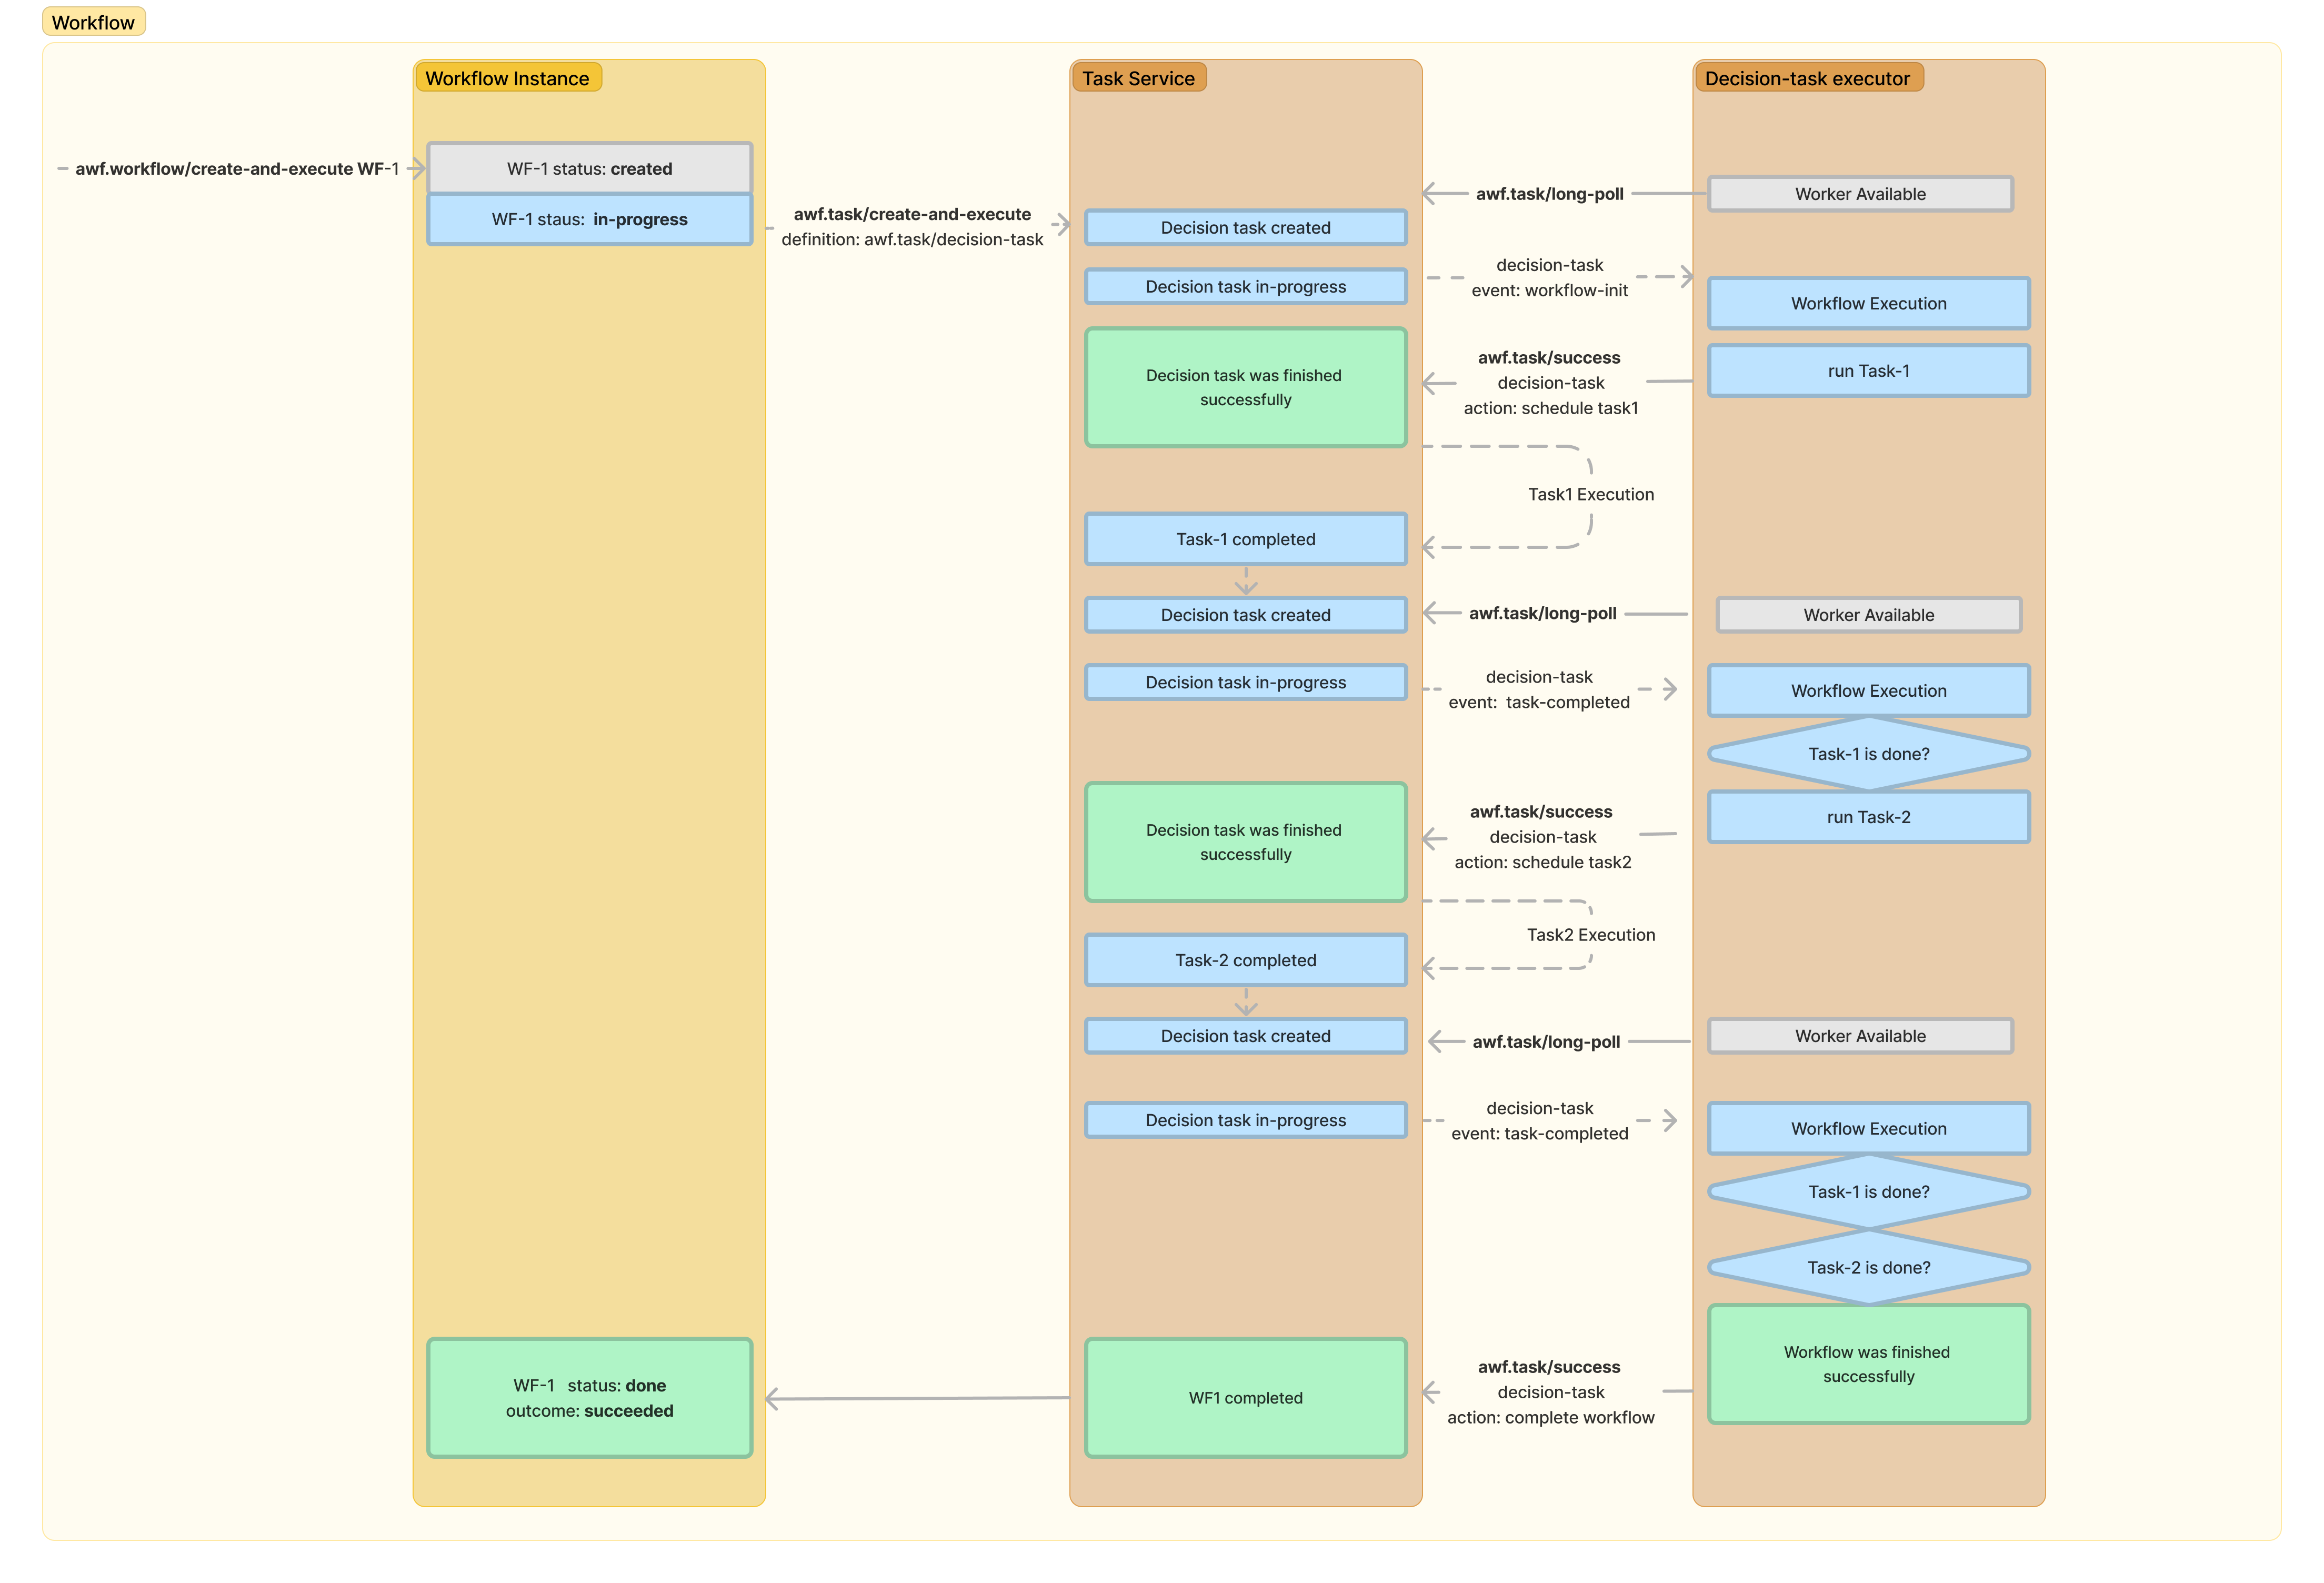 Workflow
Workflow Instance
Task Service
Decision-task executor
awf.workflow/create-and-execute WF-1
WF-1 status: created
WF-1 staus: in-progress
awf.task/create-and-execute
definition: awf.task/decision-task
awf.task/long-poll
Worker Available
Decision task created
Decision task in-progress
decision-task
event: workflow-init
Workflow Execution
Decision task was finished
successfully
awf.task/success
decision-task
action: schedule task1
run Task-1
Task1 Execution
Task-1 completed
Decision task created
awf.task/long-poll
Worker Available
Decision task in-progress
decision-task
event: task-completed
Workflow Execution
Task-1 is done?
Decision task was finished
successfully
awf.task/success
decision-task
action: schedule task2
run Task-2
Task2 Execution
Task-2 completed
Decision task created
awf.task/long-poll
Worker Available
Decision task in-progress
decision-task
event: task-completed
Workflow Execution
Task-1 is done?
Task-2 is done?
Workflow was finished
successfully
WF-1 status: done
outcome: succeeded
WF1 completed
awf.task/success
decision-task
action: complete workflow